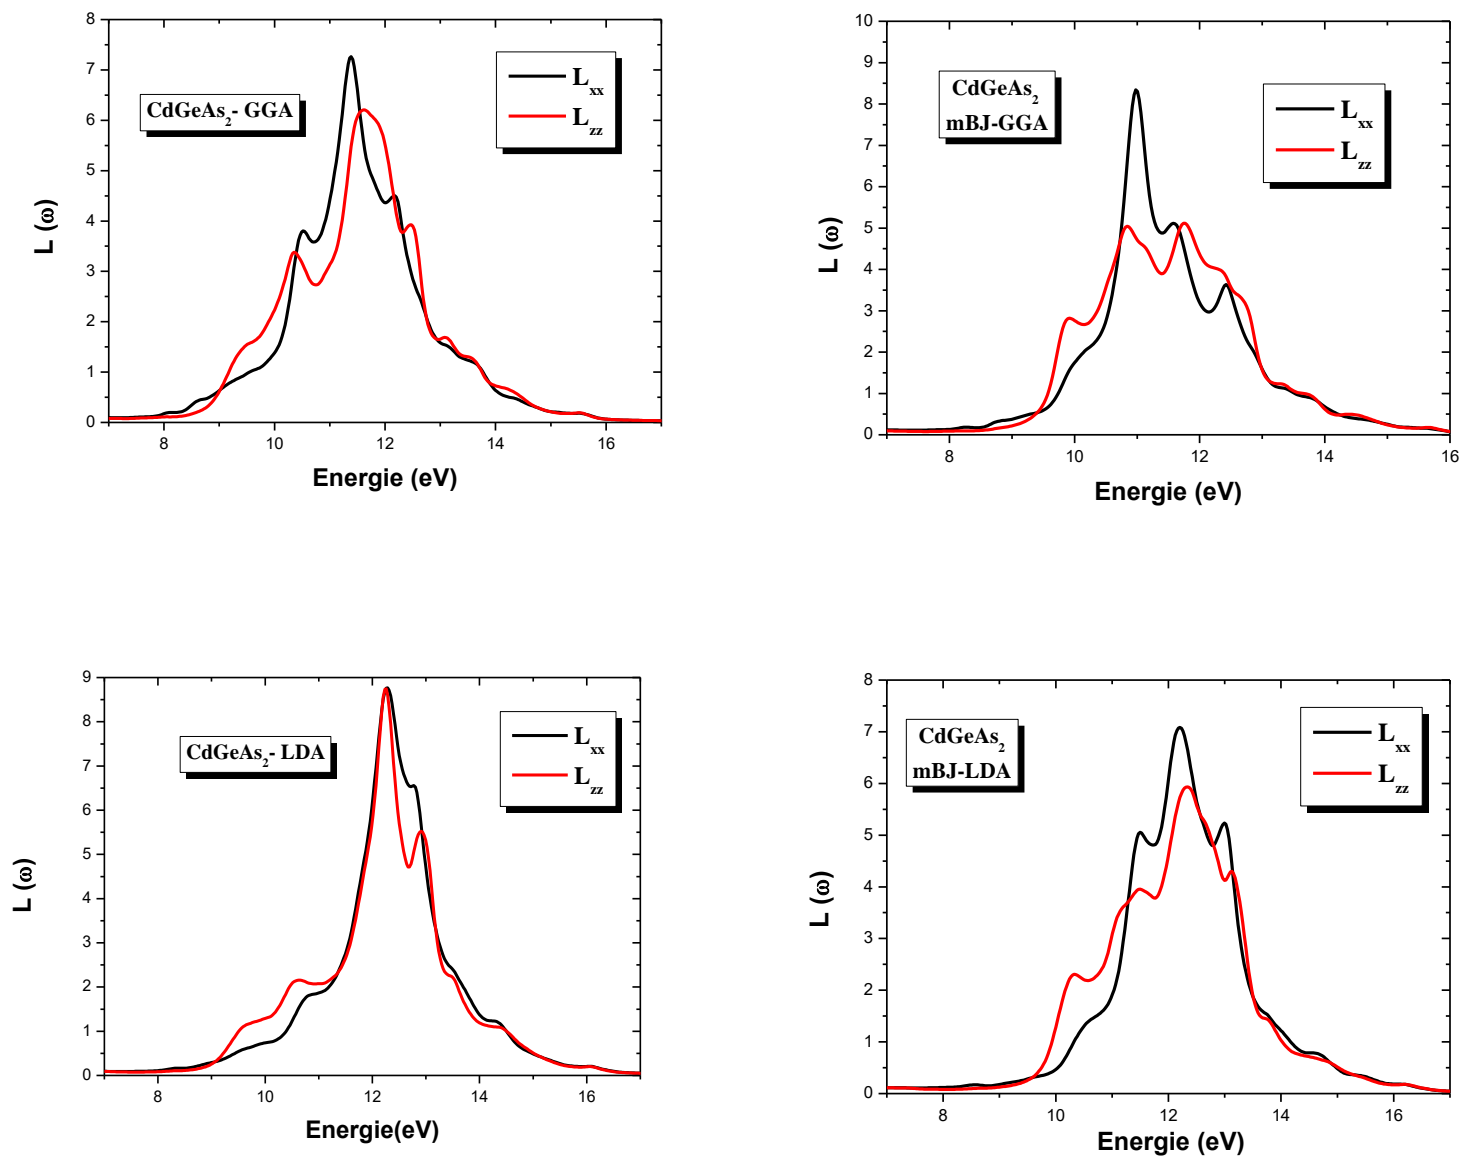 8
7
6
5
4
3
2
1
0
L (ω)
CdGeAs₂- GGA
Lₓₓ
L_zz
8 10 12 14 16
Energie (eV)
10
9
8
7
6
5
4
3
2
1
0
L (ω)
CdGeAs₂
mBJ-GGA
Lₓₓ
L_zz
8 10 12 14 16
Energie (eV)
9
8
7
6
5
4
3
2
1
0
L (ω)
CdGeAs₂- LDA
Lₓₓ
L_zz
8 10 12 14 16
Energie(eV)
8
7
6
5
4
3
2
1
0
L (ω)
CdGeAs₂
mBJ-LDA
Lₓₓ
L_zz
8 10 12 14 16
Energie (eV)